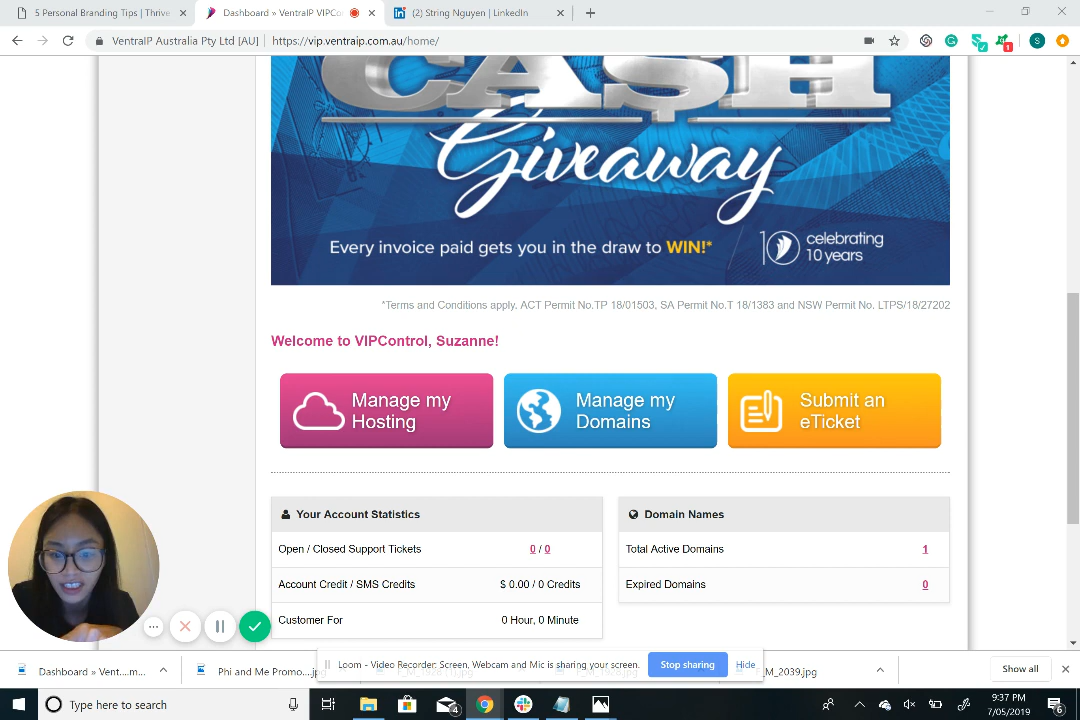 5 Personal Branding Tips | Thrive
Dashboard » VentraIP VIPCo
(2) String Nguyen | LinkedIn
VentraIP Australia Pty Ltd [AU]
https://vip.ventraip.com.au/home/
S
1
CA$H
Giveaway
Every invoice paid gets you in the draw to WIN!*
celebrating
10 years
*Terms and Conditions apply. ACT Permit No.TP 18/01503, SA Permit No.T 18/1383 and NSW Permit No. LTPS/18/27202
Welcome to VIPControl, Suzanne!
Manage my
Hosting
Manage my
Domains
Submit an
eTicket
Your Account Statistics
Open / Closed Support Tickets 0 / 0
Account Credit / SMS Credits $ 0.00 / 0 Credits
Customer For 0 Hour, 0 Minute
Domain Names
Total Active Domains 1
Expired Domains 0
Dashboard » Vent....m...
Phi and Me Promo...jpg
Loom - Video Recorder: Screen, Webcam and Mic is sharing your screen.
Stop sharing
Hide
_M_2039.jpg
Show all
Type here to search
4
9:37 PM
7/05/2019
6